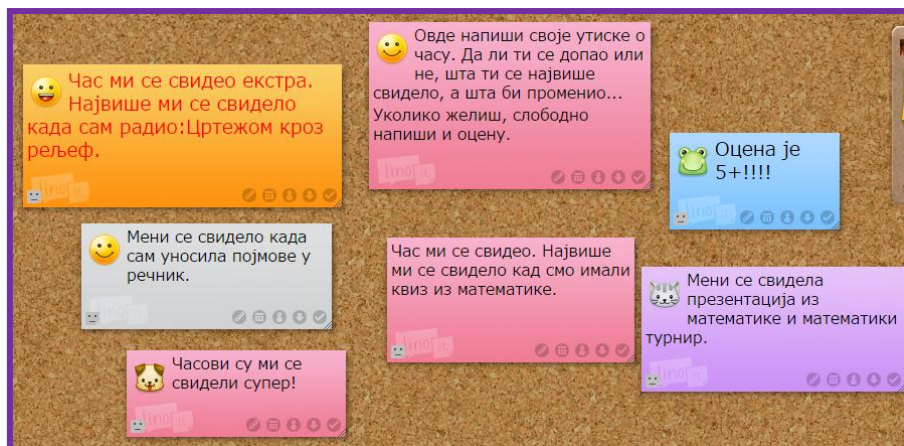 Час ми се свидео екстра.
Највише ми се свидело
када сам радио:Цртежом кроз
рељеф.
Овде напиши своје утиске о
часу. Да ли ти се допао или
не, шта ти се највише
свидело, а шта би променио...
Уколико желиш, слободно
напиши и оцену.
Оцена је
5+!!!!
Мени се свидело када
сам уносила појмове у
речник.
Час ми се свидео. Највише
ми се свидело кад смо имали
квиз из математике.
Мени се свидела
презентација из
математике и математики
турнир.
Часови су ми се
свидели супер!